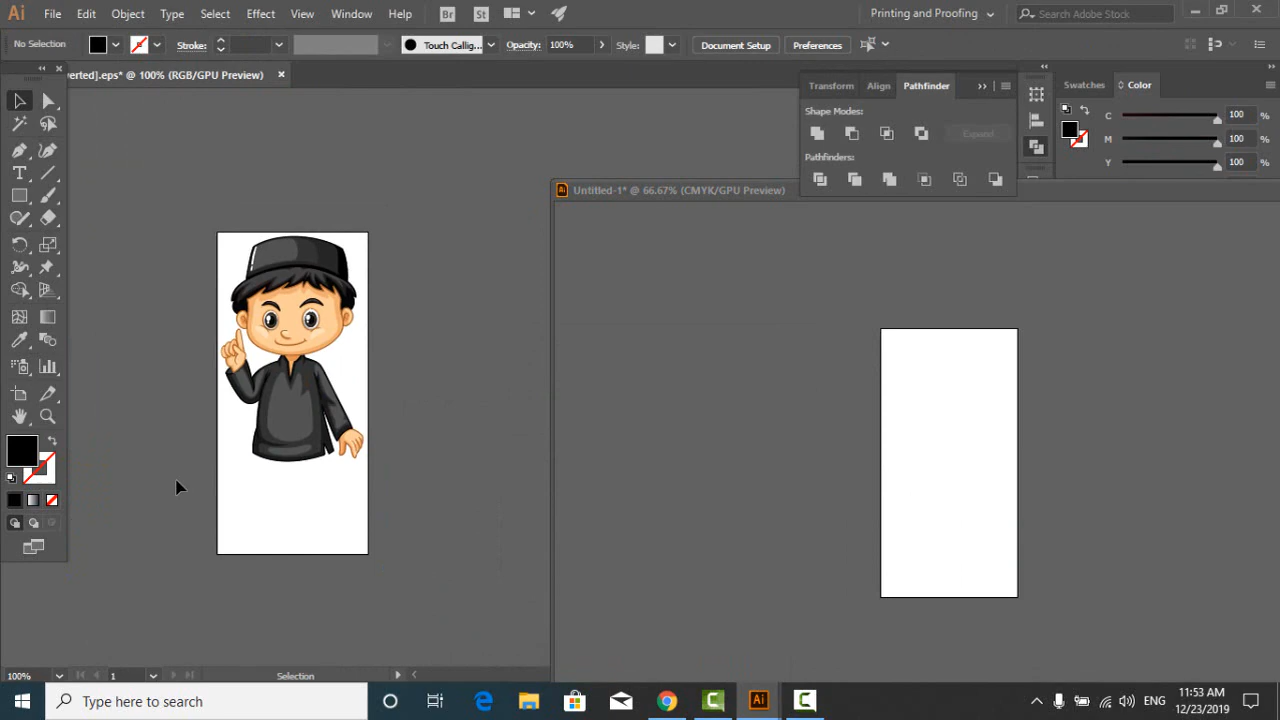 Ai File Edit Object Type Select Effect View Window Help Br St Printing and Proofing Search Adobe Stock
No Selection Stroke: Touch Callig... Opacity: 100% Style: Document Setup Preferences
verted].eps* @ 100% (RGB/GPU Preview)
Transform Align Pathfinder
Swatches Color
Shape Modes:
Expand
Pathfinders:
C 100 %
M 100 %
Y 100 %
Untitled-1* @ 66.67% (CMYK/GPU Preview)
100% 1 Selection
Type here to search
ENG
11:53 AM
12/23/2019